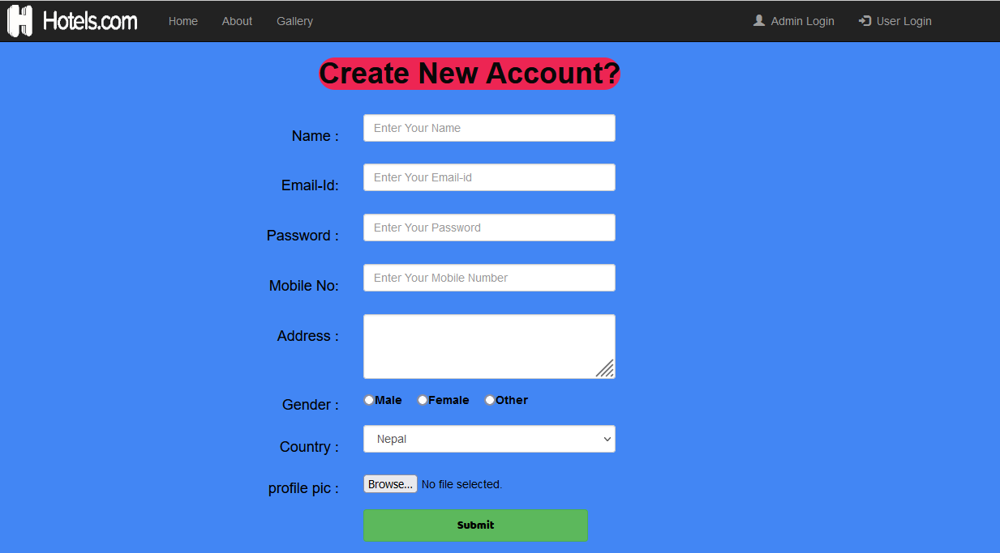 Hotels.com Home About Gallery Admin Login User Login
Create New Account?
Name : Enter Your Name
Email-Id: Enter Your Email-id
Password : Enter Your Password
Mobile No: Enter Your Mobile Number
Address :
Gender : Male Female Other
Country : Nepal
profile pic : Browse... No file selected.
Submit